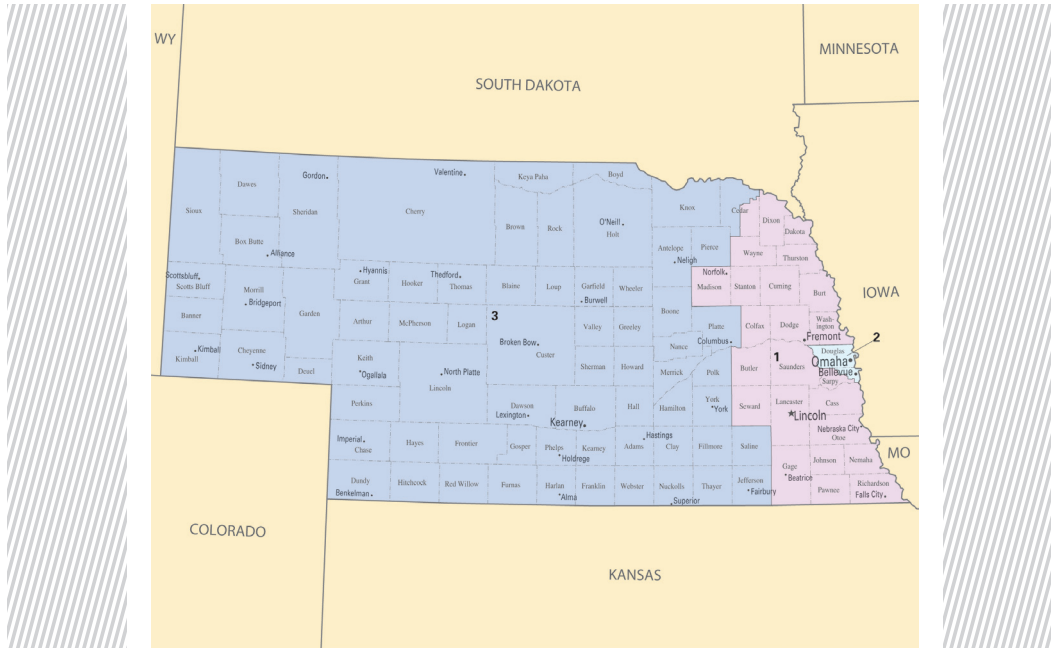 WY
MINNESOTA
SOUTH DAKOTA
Gordon
Valentine
Keya Paha
Boyd
Dawes
Sioux
Sheridan
Cherry
Brown
Rock
O'Neill
Holt
Knox
Cedar
Dixon
Dakota
Box Butte
Alliance
Antelope
Pierce
Neligh
Wayne
Thurston
Scottsbluff
Scotts Bluff
Morrill
Bridgeport
Hyannis
Grant
Hooker
Thedford
Thomas
Blaine
Loup
Garfield
Burwell
Wheeler
Norfolk
Madison
Stanton
Cuming
Burt
IOWA
Banner
Garden
Arthur
McPherson
Logan
3
Valley
Greeley
Boone
Platte
Columbus
Colfax
Dodge
Wash-
ington
Fremont
2
Kimball
Kimball
Cheyenne
Sidney
Deuel
Keith
Ogallala
North Platte
Lincoln
Broken Bow
Custer
Sherman
Howard
Nance
Merrick
Polk
Butler
1
Saunders
Douglas
Omaha
Bellevue
Sarpy
Perkins
Dawson
Lexington
Buffalo
Kearney
Hall
Hamilton
York
York
Seward
Lancaster
Lincoln
Cass
Nebraska City
Otoe
Imperial
Chase
Hayes
Frontier
Gosper
Phelps
Holdrege
Kearney
Adams
Hastings
Clay
Fillmore
Saline
Gage
Beatrice
Johnson
Nemaha
MO
Dundy
Benkelman
Hitchcock
Red Willow
Furnas
Harlan
Alma
Franklin
Webster
Nuckolls
Superior
Thayer
Jefferson
Fairbury
Pawnee
Richardson
Falls City
COLORADO
KANSAS